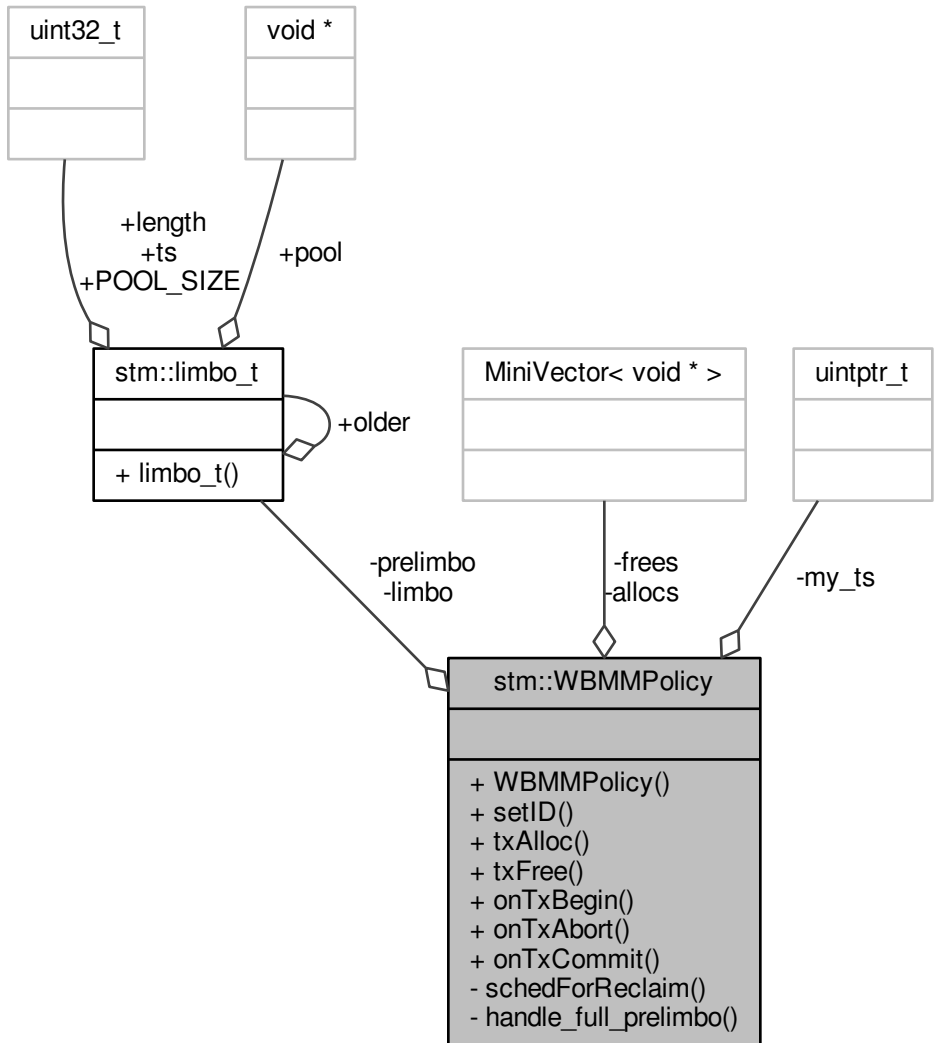 uint32_t
void *
+length
+ts
+POOL_SIZE
+pool
stm::limbo_t
+ limbo_t()
+older
MiniVector< void * >
uintptr_t
-prelimbo
-limbo
-frees
-allocs
-my_ts
stm::WBMMPolicy
+ WBMMPolicy()
+ setID()
+ txAlloc()
+ txFree()
+ onTxBegin()
+ onTxAbort()
+ onTxCommit()
- schedForReclaim()
- handle_full_prelimbo()